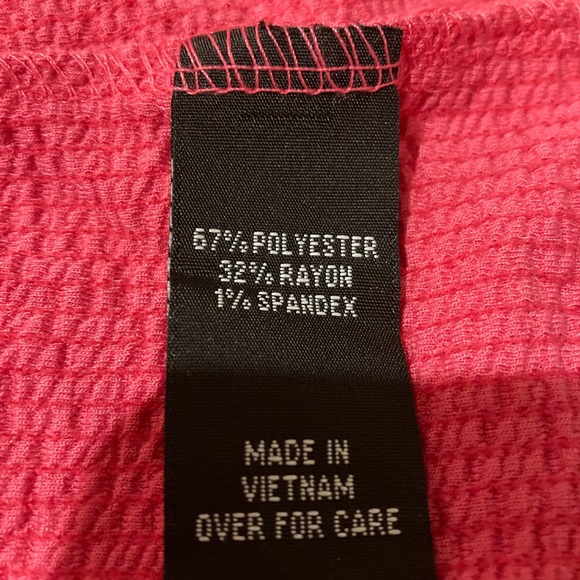 67% POLYESTER
32% RAYON
1% SPANDEX
MADE IN
VIETNAM
OVER FOR CARE